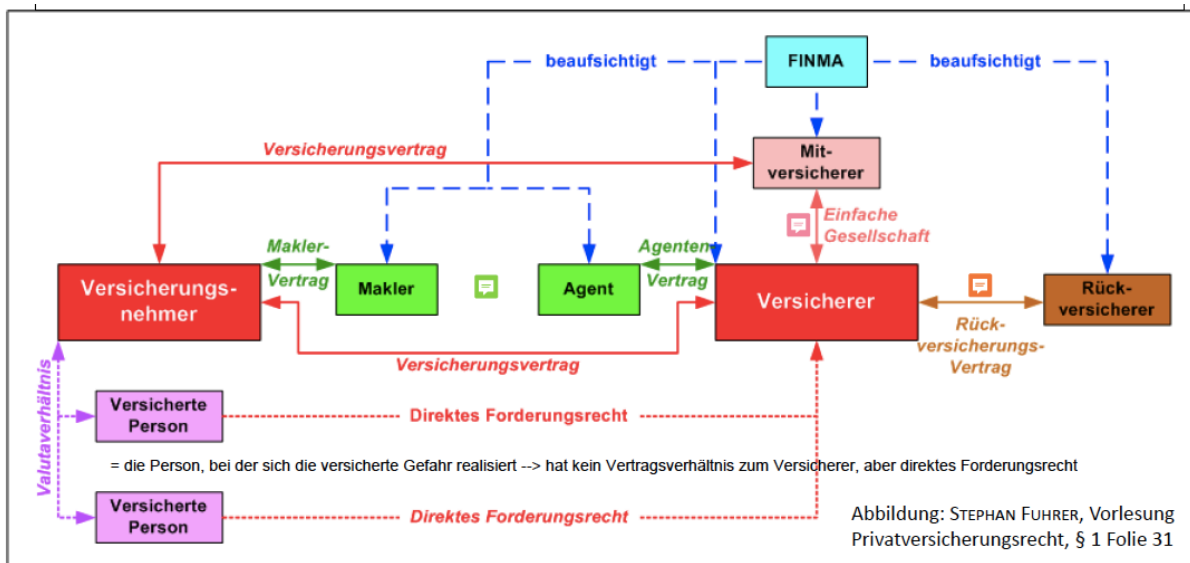 beaufsichtigt
FINMA
beaufsichtigt
Versicherungsvertrag
Mit-
versicherer
Einfache
Gesellschaft
Makler-
Vertrag
Agenten
Vertrag
Versicherungs-
nehmer
Makler
Agent
Versicherer
Rück-
versicherer
Rück-
versicherungs-
Vertrag
Versicherungsvertrag
Valutaverhältnis
Versicherte
Person
Direktes Forderungsrecht
= die Person, bei der sich die versicherte Gefahr realisiert --> hat kein Vertragsverhältnis zum Versicherer, aber direktes Forderungsrecht
Versicherte
Person
Direktes Forderungsrecht
Abbildung: STEPHAN FUHRER, Vorlesung
Privatversicherungsrecht, § 1 Folie 31